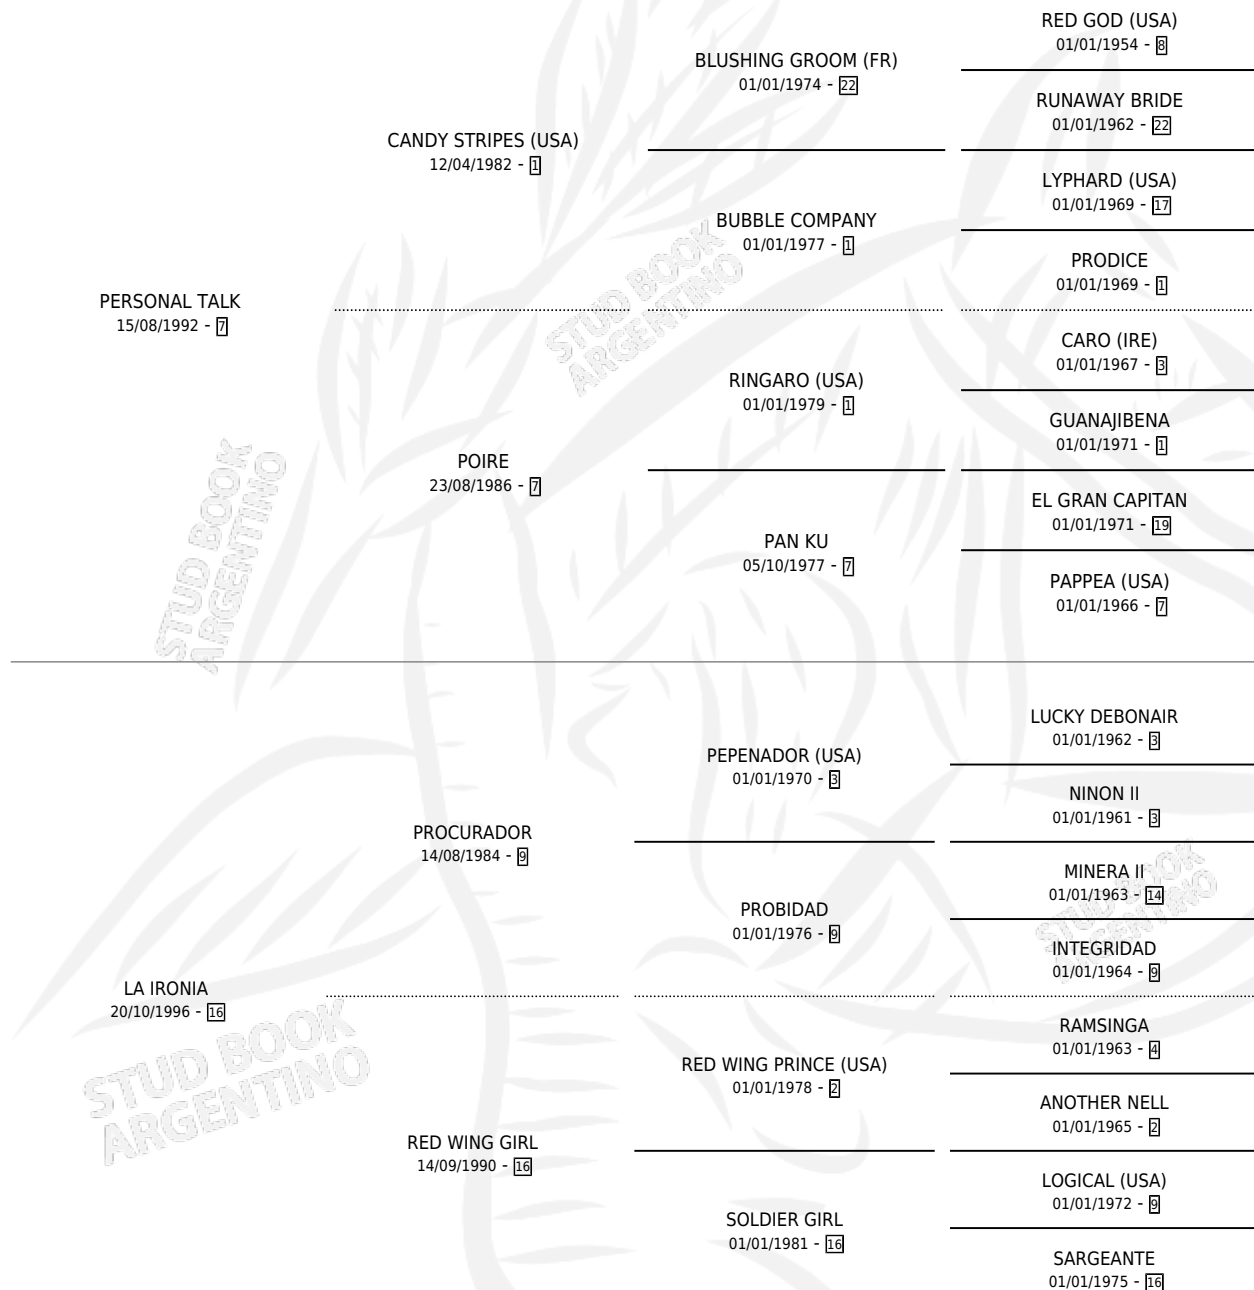 PERSONAL TALK
15/08/1992 - 7
CANDY STRIPES (USA)
12/04/1982 - 1
BLUSHING GROOM (FR)
01/01/1974 - 22
RED GOD (USA)
01/01/1954 - 8
RUNAWAY BRIDE
01/01/1962 - 22
BUBBLE COMPANY
01/01/1977 - 1
LYPHARD (USA)
01/01/1969 - 17
PRODICE
01/01/1969 - 1
POIRE
23/08/1986 - 7
RINGARO (USA)
01/01/1979 - 1
CARO (IRE)
01/01/1967 - 3
GUANAJIBENA
01/01/1971 - 1
PAN KU
05/10/1977 - 7
EL GRAN CAPITAN
01/01/1971 - 19
PAPPEA (USA)
01/01/1966 - 7
LA IRONIA
20/10/1996 - 16
PROCURADOR
14/08/1984 - 9
PEPENADOR (USA)
01/01/1970 - 3
LUCKY DEBONAIR
01/01/1962 - 3
NINON II
01/01/1961 - 3
PROBIDAD
01/01/1976 - 9
MINERA II
01/01/1963 - 14
INTEGRIDAD
01/01/1964 - 9
RED WING GIRL
14/09/1990 - 16
RED WING PRINCE (USA)
01/01/1978 - 2
RAMSINGA
01/01/1963 - 4
ANOTHER NELL
01/01/1965 - 2
SOLDIER GIRL
01/01/1981 - 16
LOGICAL (USA)
01/01/1972 - 9
SARGEANTE
01/01/1975 - 16
STUD BOOK
ARGENTINO
STUD BOOK
ARGENTINO
STUD BOOK
ARGENTINO
STUD BOOK
ARGENTINO